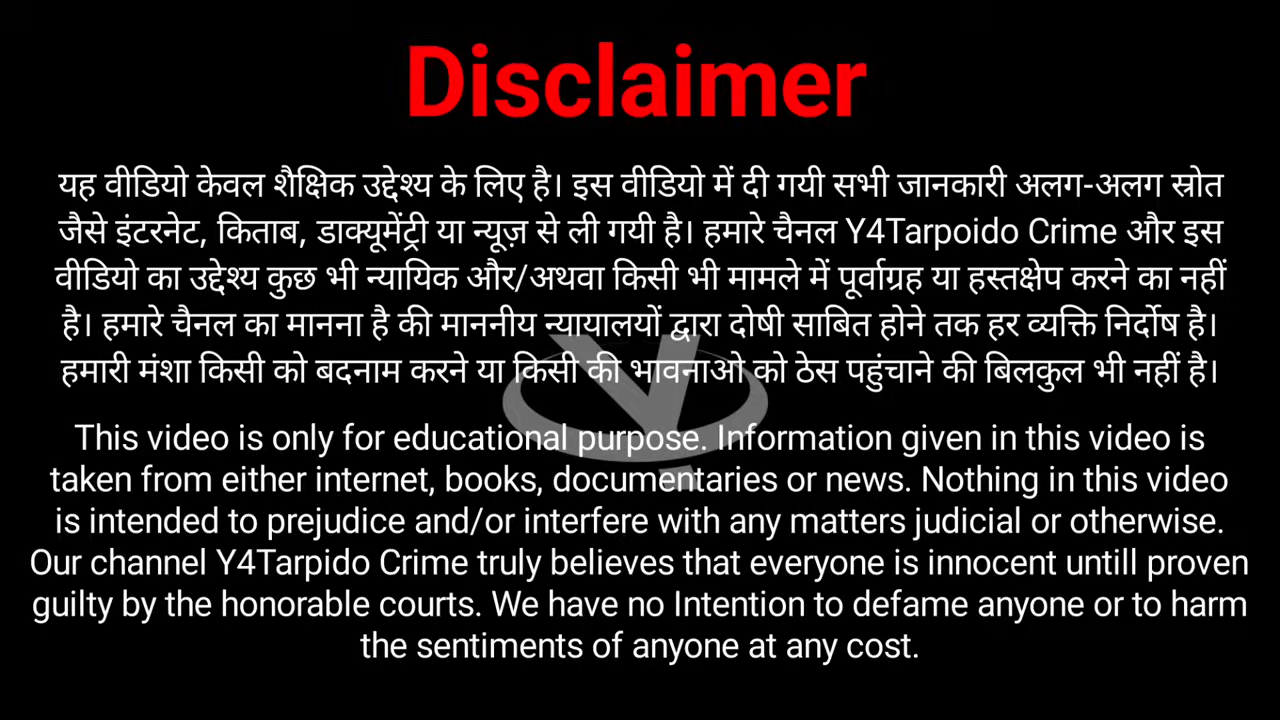 Disclaimer
यह वीडियो केवल शैक्षिक उद्देश्य के लिए है। इस वीडियो में दी गयी सभी जानकारी अलग-अलग स्रोत
जैसे इंटरनेट, किताब, डाक्यूमेंट्री या न्यूज़ से ली गयी है। हमारे चैनल Y4Tarpoido Crime और इस
वीडियो का उद्देश्य कुछ भी न्यायिक और/अथवा किसी भी मामले में पूर्वाग्रह या हस्तक्षेप करने का नहीं
है। हमारे चैनल का मानना है की माननीय न्यायालयों द्वारा दोषी साबित होने तक हर व्यक्ति निर्दोष है।
हमारी मंशा किसी को बदनाम करने या किसी की भावनाओ को ठेस पहुंचाने की बिलकुल भी नहीं है।
This video is only for educational purpose. Information given in this video is
taken from either internet, books, documentaries or news. Nothing in this video
is intended to prejudice and/or interfere with any matters judicial or otherwise.
Our channel Y4Tarpido Crime truly believes that everyone is innocent untill proven
guilty by the honorable courts. We have no Intention to defame anyone or to harm
the sentiments of anyone at any cost.